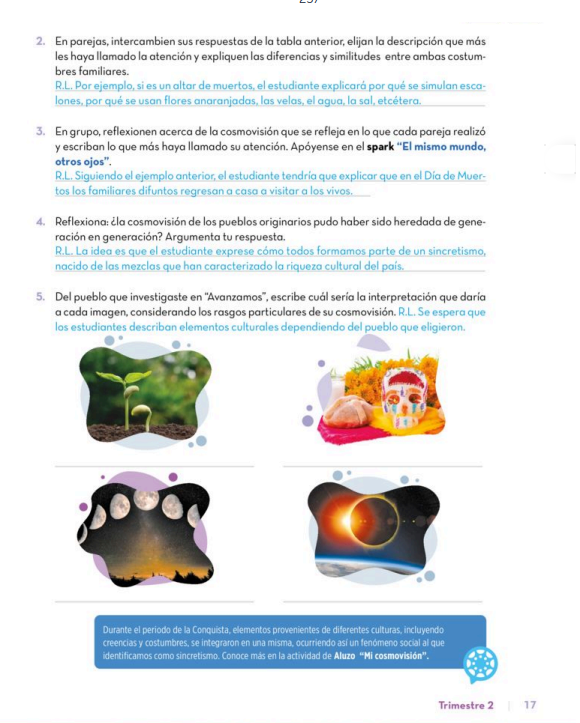 2. En parejas, intercambien sus respuestas de la tabla anterior, elijan la descripción que más
les haya llamado la atención y expliquen las diferencias y similitudes entre ambas costum-
bres familiares.
R.L. Por ejemplo, si es un altar de muertos, el estudiante explicará por qué se simulan esca-
lones, por qué se usan flores anaranjadas, las velas, el agua, la sal, etcétera.
3. En grupo, reflexionen acerca de la cosmovisión que se refleja en lo que cada pareja realizó
y escriban lo que más haya llamado su atención. Apóyense en el spark “El mismo mundo,
otros ojos”.
R.L. Siguiendo el ejemplo anterior, el estudiante tendría que explicar que en el Día de Muer-
tos los familiares difuntos regresan a casa a visitar a los vivos.
4. Reflexiona: ¿la cosmovisión de los pueblos originarios pudo haber sido heredada de gene-
ración en generación? Argumenta tu respuesta.
R.L. La idea es que el estudiante exprese cómo todos formamos parte de un sincretismo,
nacido de las mezclas que han caracterizado la riqueza cultural del país.
5. Del pueblo que investigaste en “Avanzamos”, escribe cuál sería la interpretación que daría
a cada imagen, considerando los rasgos particulares de su cosmovisión. R.L. Se espera que
los estudiantes describan elementos culturales dependiendo del pueblo que eligieron.
Durante el periodo de la Conquista, elementos provenientes de diferentes culturas, incluyendo
creencias y costumbres, se integraron en una misma, ocurriendo así un fenómeno social al que
identificamos como sincretismo. Conoce más en la actividad de Aluzo “Mi cosmovisión”.
Trimestre 2 | 17